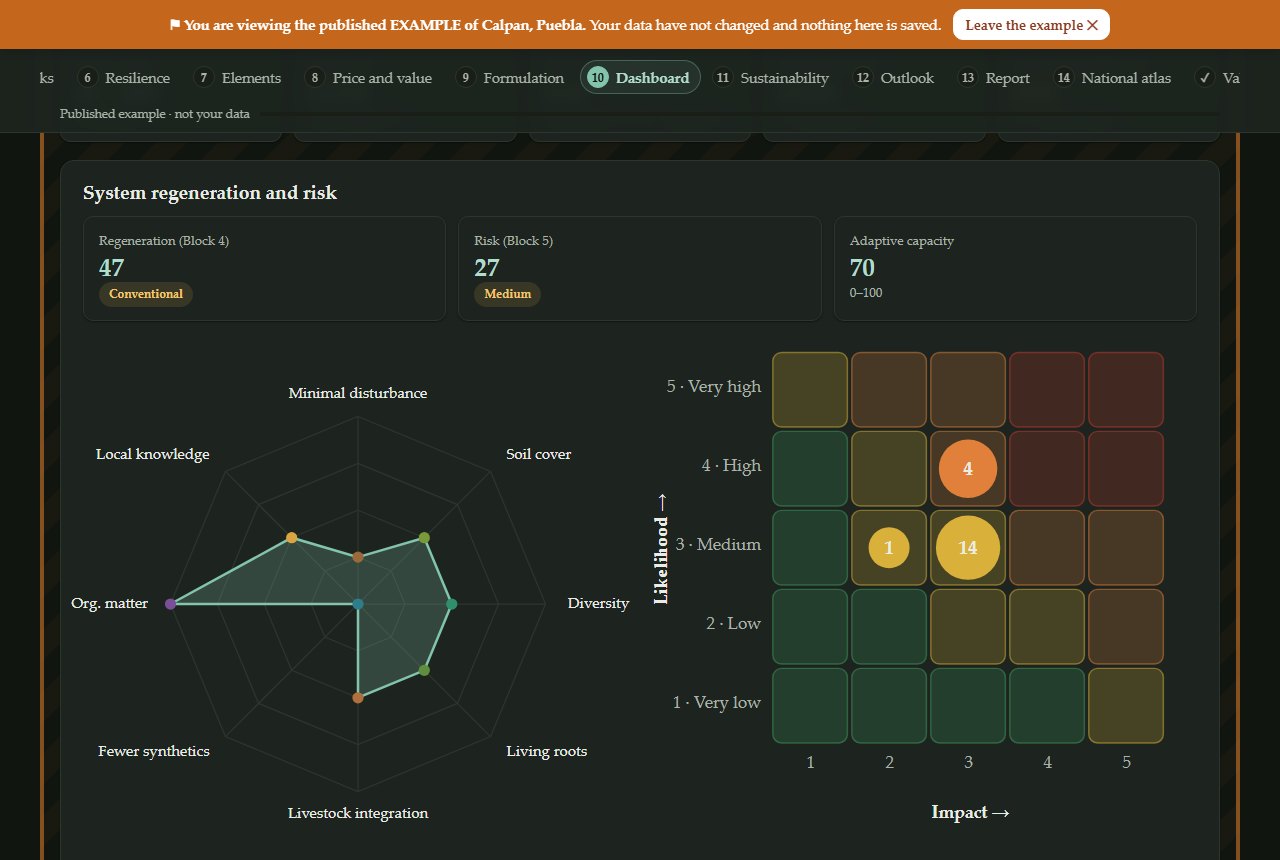 ⚑ You are viewing the published EXAMPLE of Calpan, Puebla. Your data have not changed and nothing here is saved. Leave the example ✕
ks 6 Resilience 7 Elements 8 Price and value 9 Formulation 10 Dashboard 11 Sustainability 12 Outlook 13 Report 14 National atlas ✓ Va
Published example · not your data
System regeneration and risk
Regeneration (Block 4)
47
Conventional
Risk (Block 5)
27
Medium
Adaptive capacity
70
0–100
Minimal disturbance
Local knowledge
Soil cover
Org. matter
Diversity
Fewer synthetics
Living roots
Livestock integration
Likelihood →
5 · Very high
4 · High
4
3 · Medium
1
14
2 · Low
1 · Very low
1 2 3 4 5
Impact →